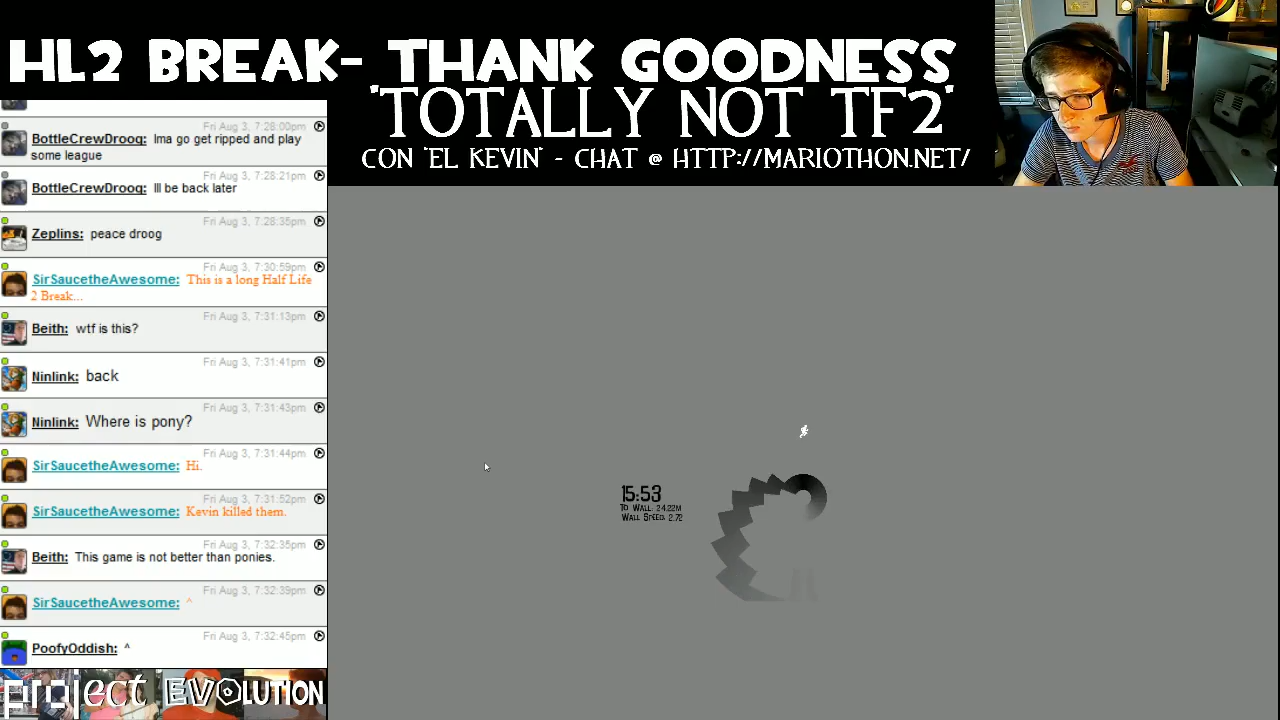 HL2 BREAK- THANK GOODNESS
"TOTALLY NOT TF2"
CON "EL KEVIN" - CHAT @ HTTP://MARIOTHON.NET/
Fri Aug 3, 7:28:00pm
BottleCrewDroog: Ima go get ripped and play
some league
Fri Aug 3, 7:28:21pm
BottleCrewDroog: Ill be back later
Fri Aug 3, 7:28:35pm
Zeplins: peace droog
Fri Aug 3, 7:30:59pm
SirSaucetheAwesome: This is a long Half Life
2 Break...
Fri Aug 3, 7:31:13pm
Beith: wtf is this?
Fri Aug 3, 7:31:41pm
Ninlink: back
Fri Aug 3, 7:31:43pm
Ninlink: Where is pony?
Fri Aug 3, 7:31:44pm
SirSaucetheAwesome: Hi.
Fri Aug 3, 7:31:52pm
SirSaucetheAwesome: Kevin killed them.
Fri Aug 3, 7:32:35pm
Beith: This game is not better than ponies.
Fri Aug 3, 7:32:39pm
SirSaucetheAwesome: ^
Fri Aug 3, 7:32:45pm
PoofyOddish: ^
15:53
To Wall: 24.22m
Wall Speed: 2.72
project EVOLUTION